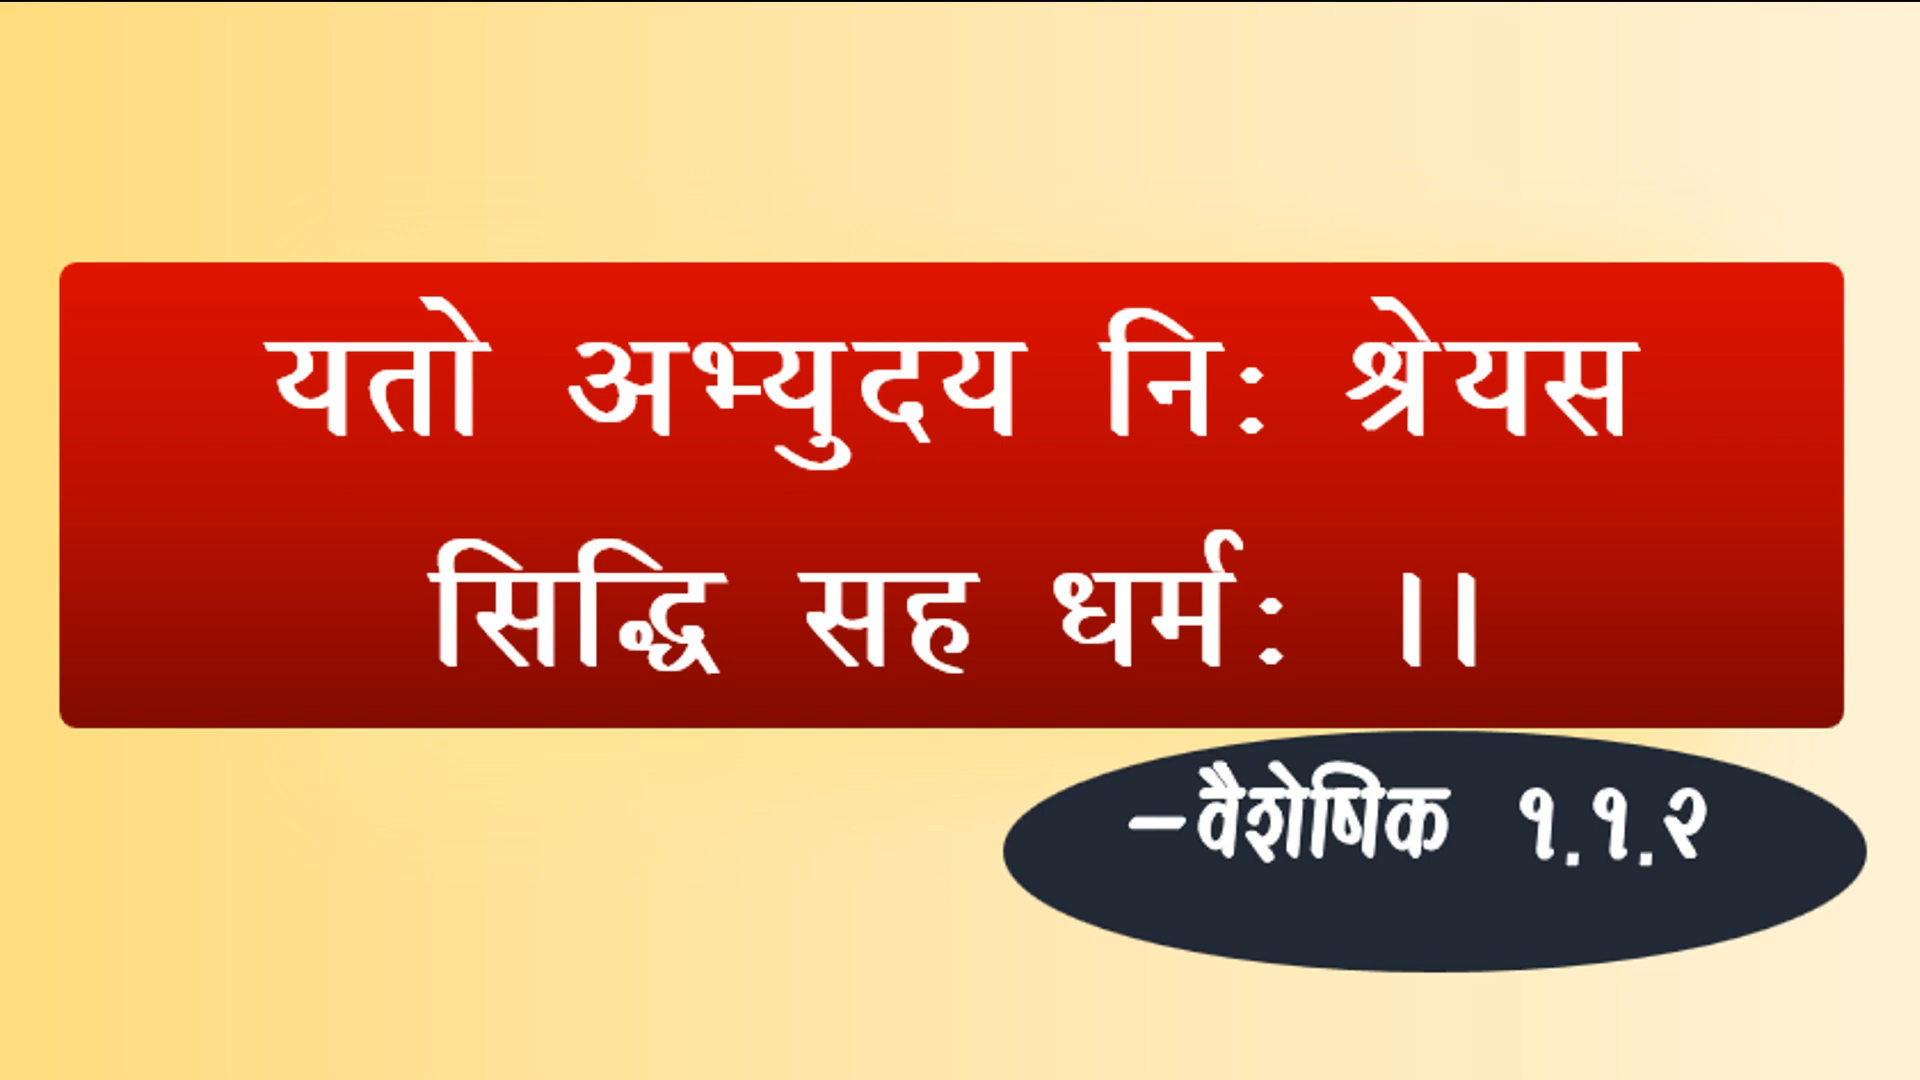 यतो अभ्युदय नि: श्रेयस
सिद्धि सह धर्म: ।।
-वैशेषिक १.१.२